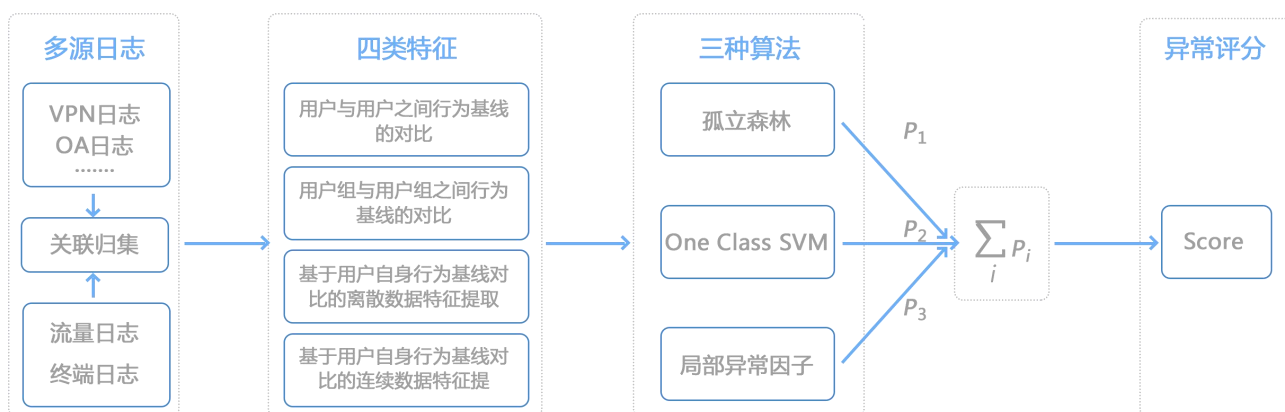 多源日志
VPN日志
OA日志
.......
关联归集
流量日志
终端日志
四类特征
用户与用户之间行为基线
的对比
用户组与用户组之间行为
基线的对比
基于用户自身行为基线对
比的离散数据特征提取
基于用户自身行为基线对
比的连续数据特征提
三种算法
孤立森林
One Class SVM
局部异常因子
P₁
P₂
P₃
∑ Pᵢ
i
异常评分
Score